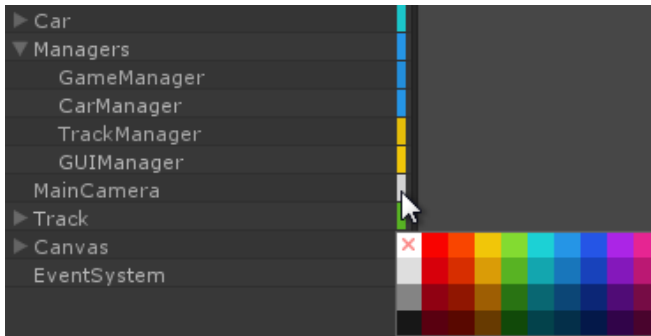 Car
Managers
GameManager
CarManager
TrackManager
GUIManager
MainCamera
Track
Canvas
EventSystem